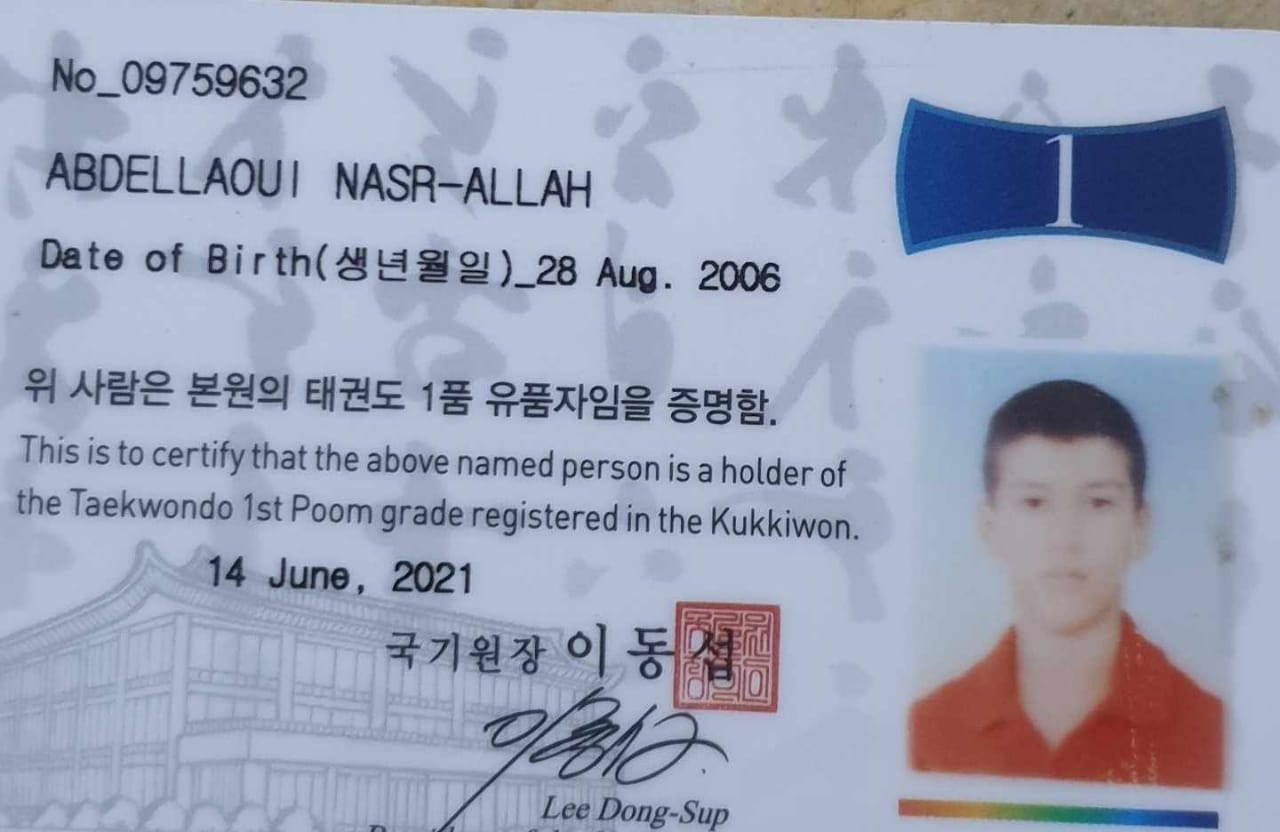 No_09759632
1
ABDELLAOUI NASR-ALLAH
Date of Birth(생년월일)_28 Aug. 2006
위 사람은 본원의 태권도 1품 유품자임을 증명함.
This is to certify that the above named person is a holder of
the Taekwondo 1st Poom grade registered in the Kukkiwon.
14 June, 2021
국기원장 이동섭
Lee Dong-Sup